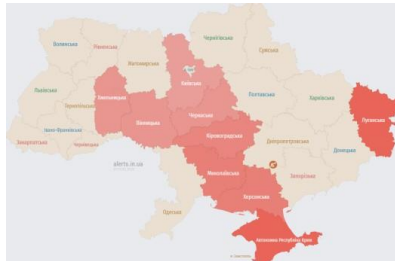 Волинська
Рівненська
Житомирська
Чернігівська
Сумська
Київська
Львівська
Тернопільська
Хмельницька
Вінницька
Черкаська
Полтавська
Харківська
Луганська
Івано-Франківська
Закарпатська
Чернівецька
Кіровоградська
Дніпропетровська
Донецька
alerts.in.ua
Миколаївська
Запорізька
Одеська
Херсонська
Автономна Республіка Крим